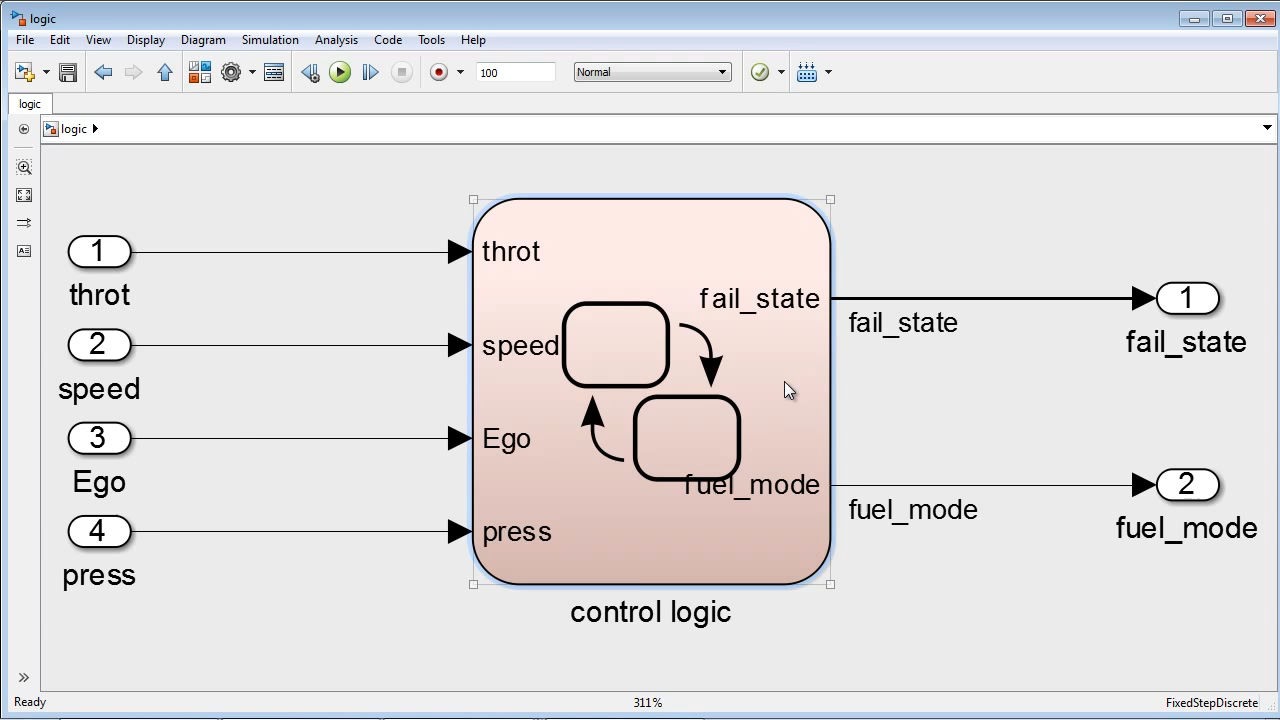 logic
File Edit View Display Diagram Simulation Analysis Code Tools Help
100 Normal
logic
logic
1
throt
2
speed
3
Ego
4
press
throt
speed
Ego
press
fail_state
fuel_mode
control logic
fail_state
fuel_mode
1
fail_state
2
fuel_mode
Ready 311% FixedStepDiscrete